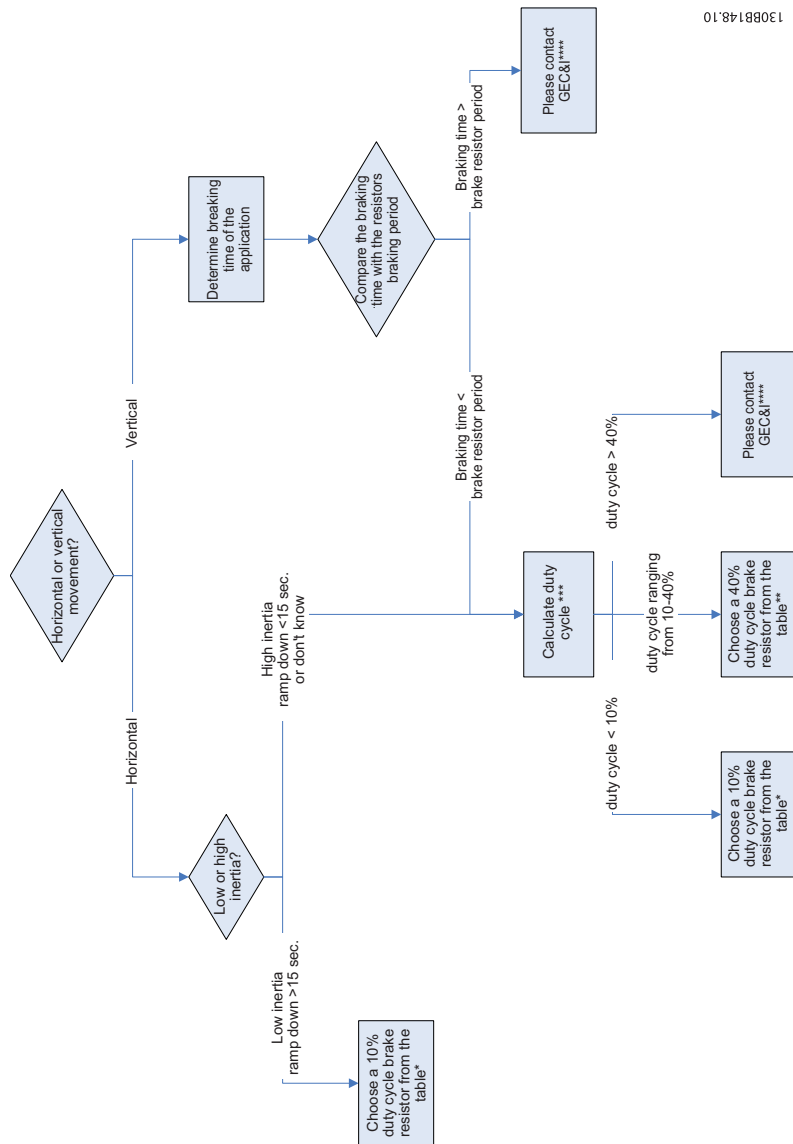 130BB148.10
Horizontal or vertical
movement?
Horizontal
Vertical
Low or high
inertia?
Determine breaking
time of the
application
Low inertia
ramp down >15 sec.
High inertia
ramp down <15 sec.
or don't know
Compare the braking
time with the resistors
braking period
Choose a 10%
duty cycle brake
resistor from the
table*
Braking time <
brake resistor period
Braking time >
brake resistor period
Calculate duty
cycle ***
Please contact
GEC&I****
duty cycle < 10%
duty cycle ranging
from 10-40%
duty cycle > 40%
Choose a 10%
duty cycle brake
resistor from the
table*
Choose a 40%
duty cycle brake
resistor from the
table**
Please contact
GEC&I****